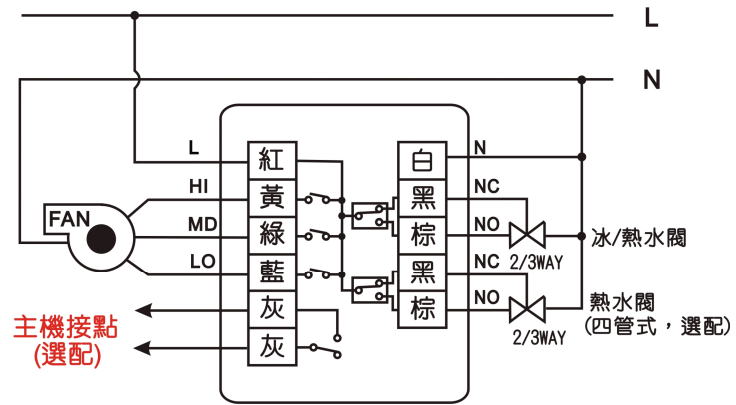 L
N
L
紅
白
N
HI
黃
黑
NC
FAN
MD
綠
棕
NO
冰/熱水閥
2/3WAY
LO
藍
黑
NC
灰
棕
NO
熱水閥
(四管式，選配)
2/3WAY
主機接點
(選配)
灰